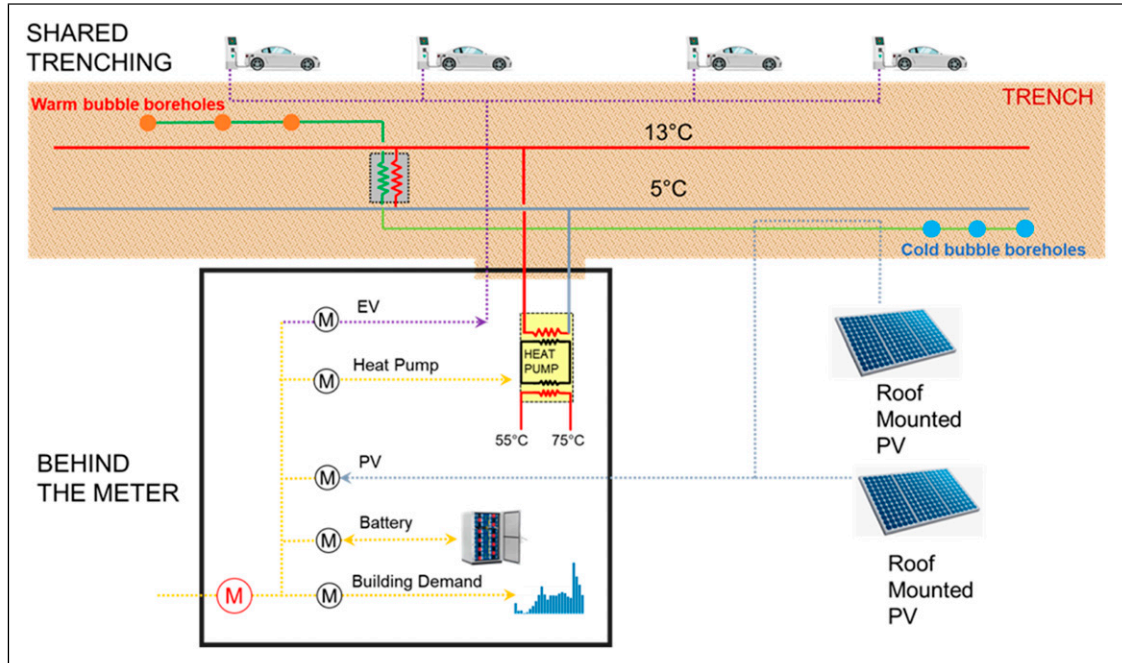 SHARED
TRENCHING
TRENCH
Warm bubble boreholes
13°C
5°C
Cold bubble boreholes
M
EV
M
Heat Pump
HEAT
PUMP
55°C
75°C
Roof
Mounted
PV
BEHIND
THE METER
M
PV
M
Battery
M
M
Building Demand
Roof
Mounted
PV